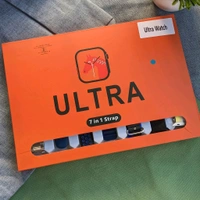 Ultra Watch
ULTRA
7 in 1 Strap